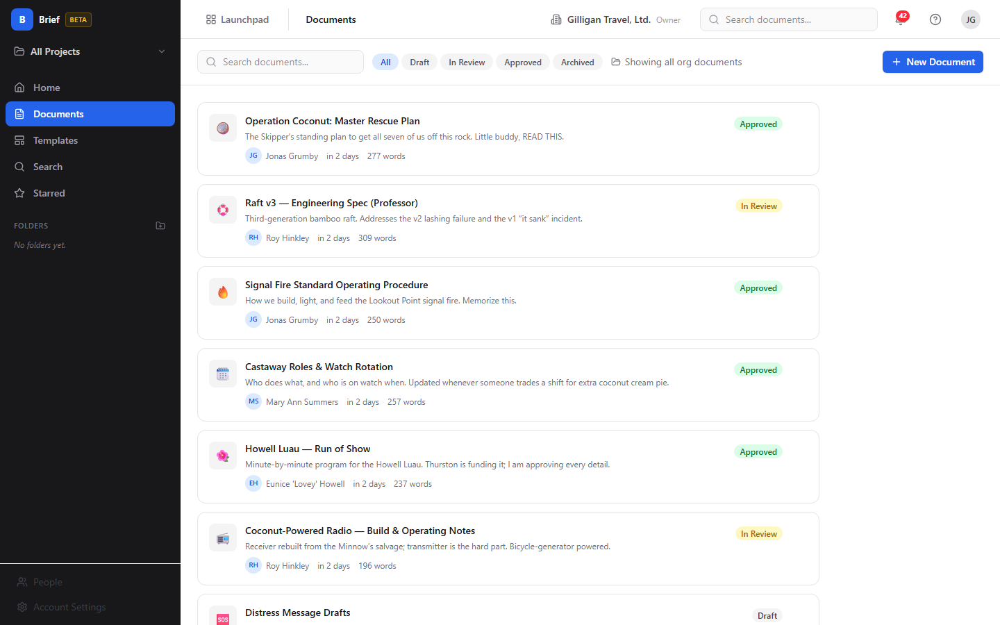 B Brief BETA
All Projects
Home
Documents
Templates
Search
Starred
FOLDERS
No folders yet.
People
Account Settings
Launchpad
Documents
Gilligan Travel, Ltd. Owner
Search documents...
42
JG
Search documents...
All
Draft
In Review
Approved
Archived
Showing all org documents
New Document
Operation Coconut: Master Rescue Plan
Approved
The Skipper’s standing plan to get all seven of us off this rock. Little buddy, READ THIS.
JG Jonas Grumby in 2 days 277 words
Raft v3 — Engineering Spec (Professor)
In Review
Third-generation bamboo raft. Addresses the v2 lashing failure and the v1 “it sank” incident.
RH Roy Hinkley in 2 days 309 words
Signal Fire Standard Operating Procedure
Approved
How we build, light, and feed the Lookout Point signal fire. Memorize this.
JG Jonas Grumby in 2 days 250 words
Castaway Roles & Watch Rotation
Approved
Who does what, and who is on watch when. Updated whenever someone trades a shift for extra coconut cream pie.
MS Mary Ann Summers in 2 days 257 words
Howell Luau — Run of Show
Approved
Minute-by-minute program for the Howell Luau. Thurston is funding it; I am approving every detail.
EH Eunice 'Lovey' Howell in 2 days 237 words
Coconut-Powered Radio — Build & Operating Notes
In Review
Receiver rebuilt from the Minnow’s salvage; transmitter is the hard part. Bicycle-generator powered.
RH Roy Hinkley in 2 days 196 words
Distress Message Drafts
Draft
SOS